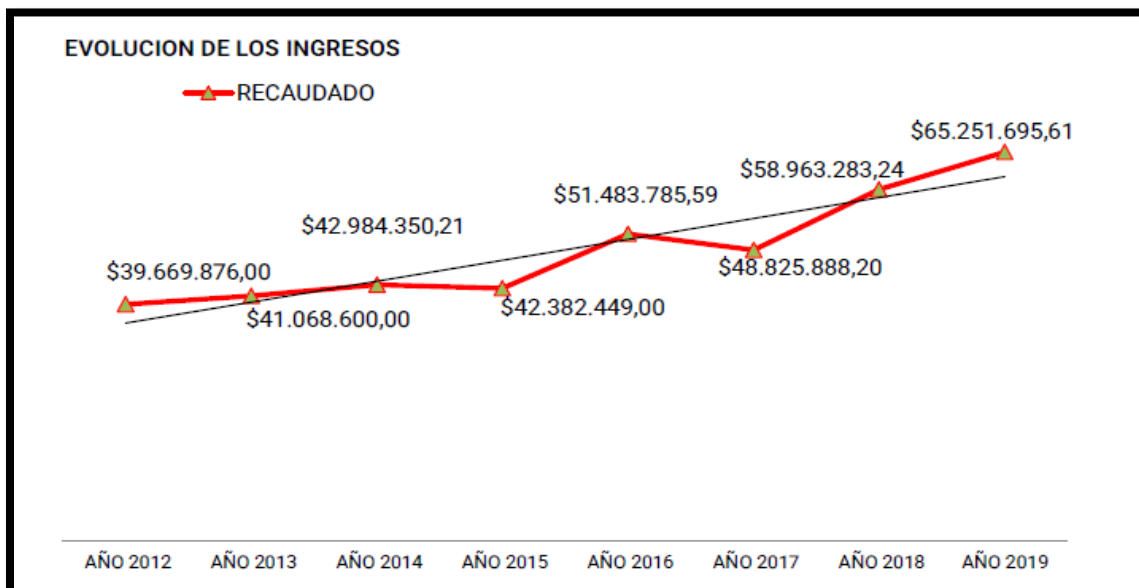 EVOLUCION DE LOS INGRESOS
RECAUDADO
$39.669.876,00
$41.068.600,00
$42.984.350,21
$42.382.449,00
$51.483.785,59
$48.825.888,20
$58.963.283,24
$65.251.695,61
AÑO 2012 AÑO 2013 AÑO 2014 AÑO 2015 AÑO 2016 AÑO 2017 AÑO 2018 AÑO 2019